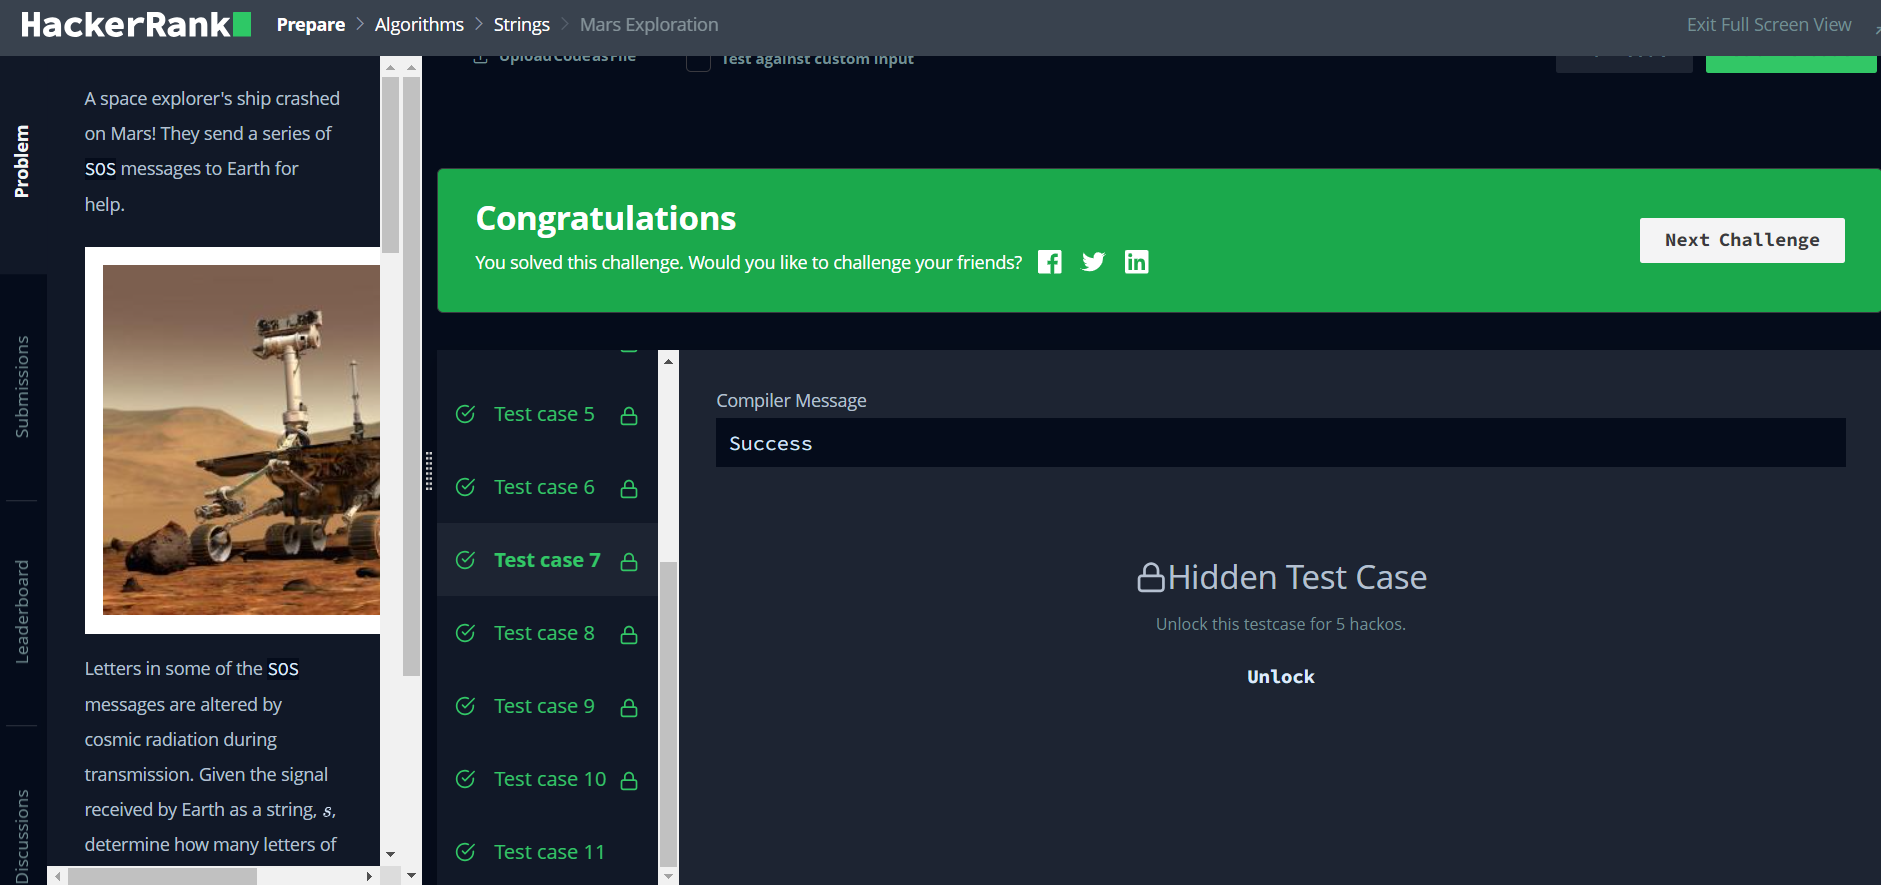 HackerRank
Prepare > Algorithms > Strings > Mars Exploration
Exit Full Screen View
Problem
Submissions
Leaderboard
Discussions
A space explorer's ship crashed
on Mars! They send a series of
SOS messages to Earth for
help.
Letters in some of the SOS
messages are altered by
cosmic radiation during
transmission. Given the signal
received by Earth as a string, s,
determine how many letters of
Upload Code as File
Test against custom input
Congratulations
You solved this challenge. Would you like to challenge your friends?
Next Challenge
Test case 5
Test case 6
Test case 7
Test case 8
Test case 9
Test case 10
Test case 11
Compiler Message
Success
Hidden Test Case
Unlock this testcase for 5 hackos.
Unlock